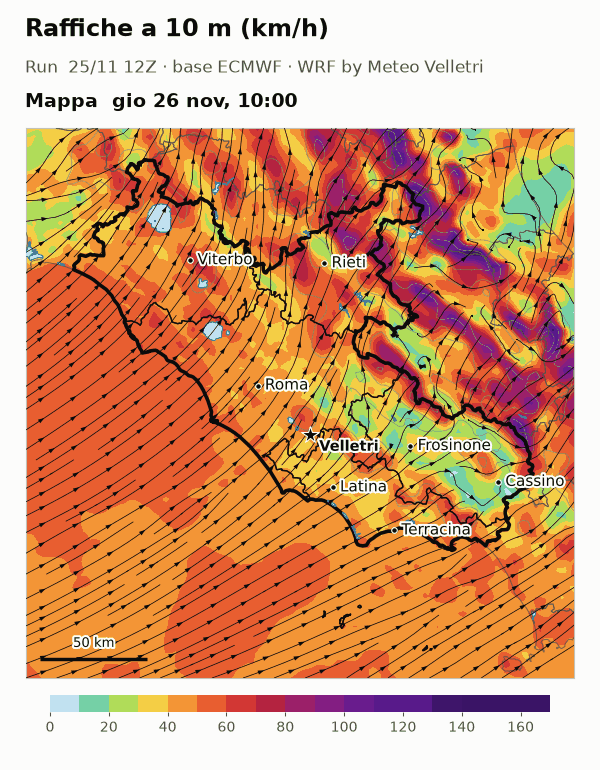 Raffiche a 10 m (km/h)
Run 25/11 12Z · base ECMWF · WRF by Meteo Velletri
Mappa gio 26 nov, 10:00
Viterbo
Rieti
Roma
Velletri
Frosinone
Cassino
Latina
Terracina
50 km
0 20 40 60 80 100 120 140 160